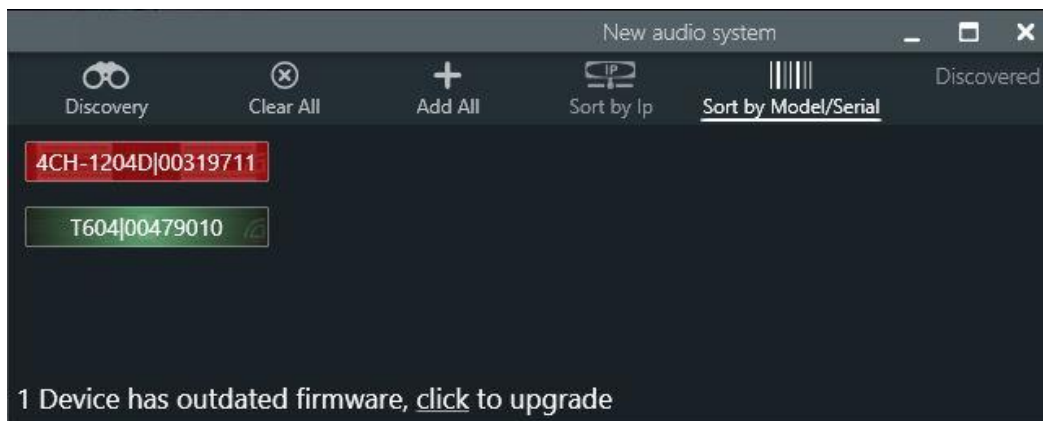 New audio system
Discovery Clear All Add All Sort by Ip Sort by Model/Serial Discovered
4CH-1204D|00319711
T604|00479010
1 Device has outdated firmware, click to upgrade